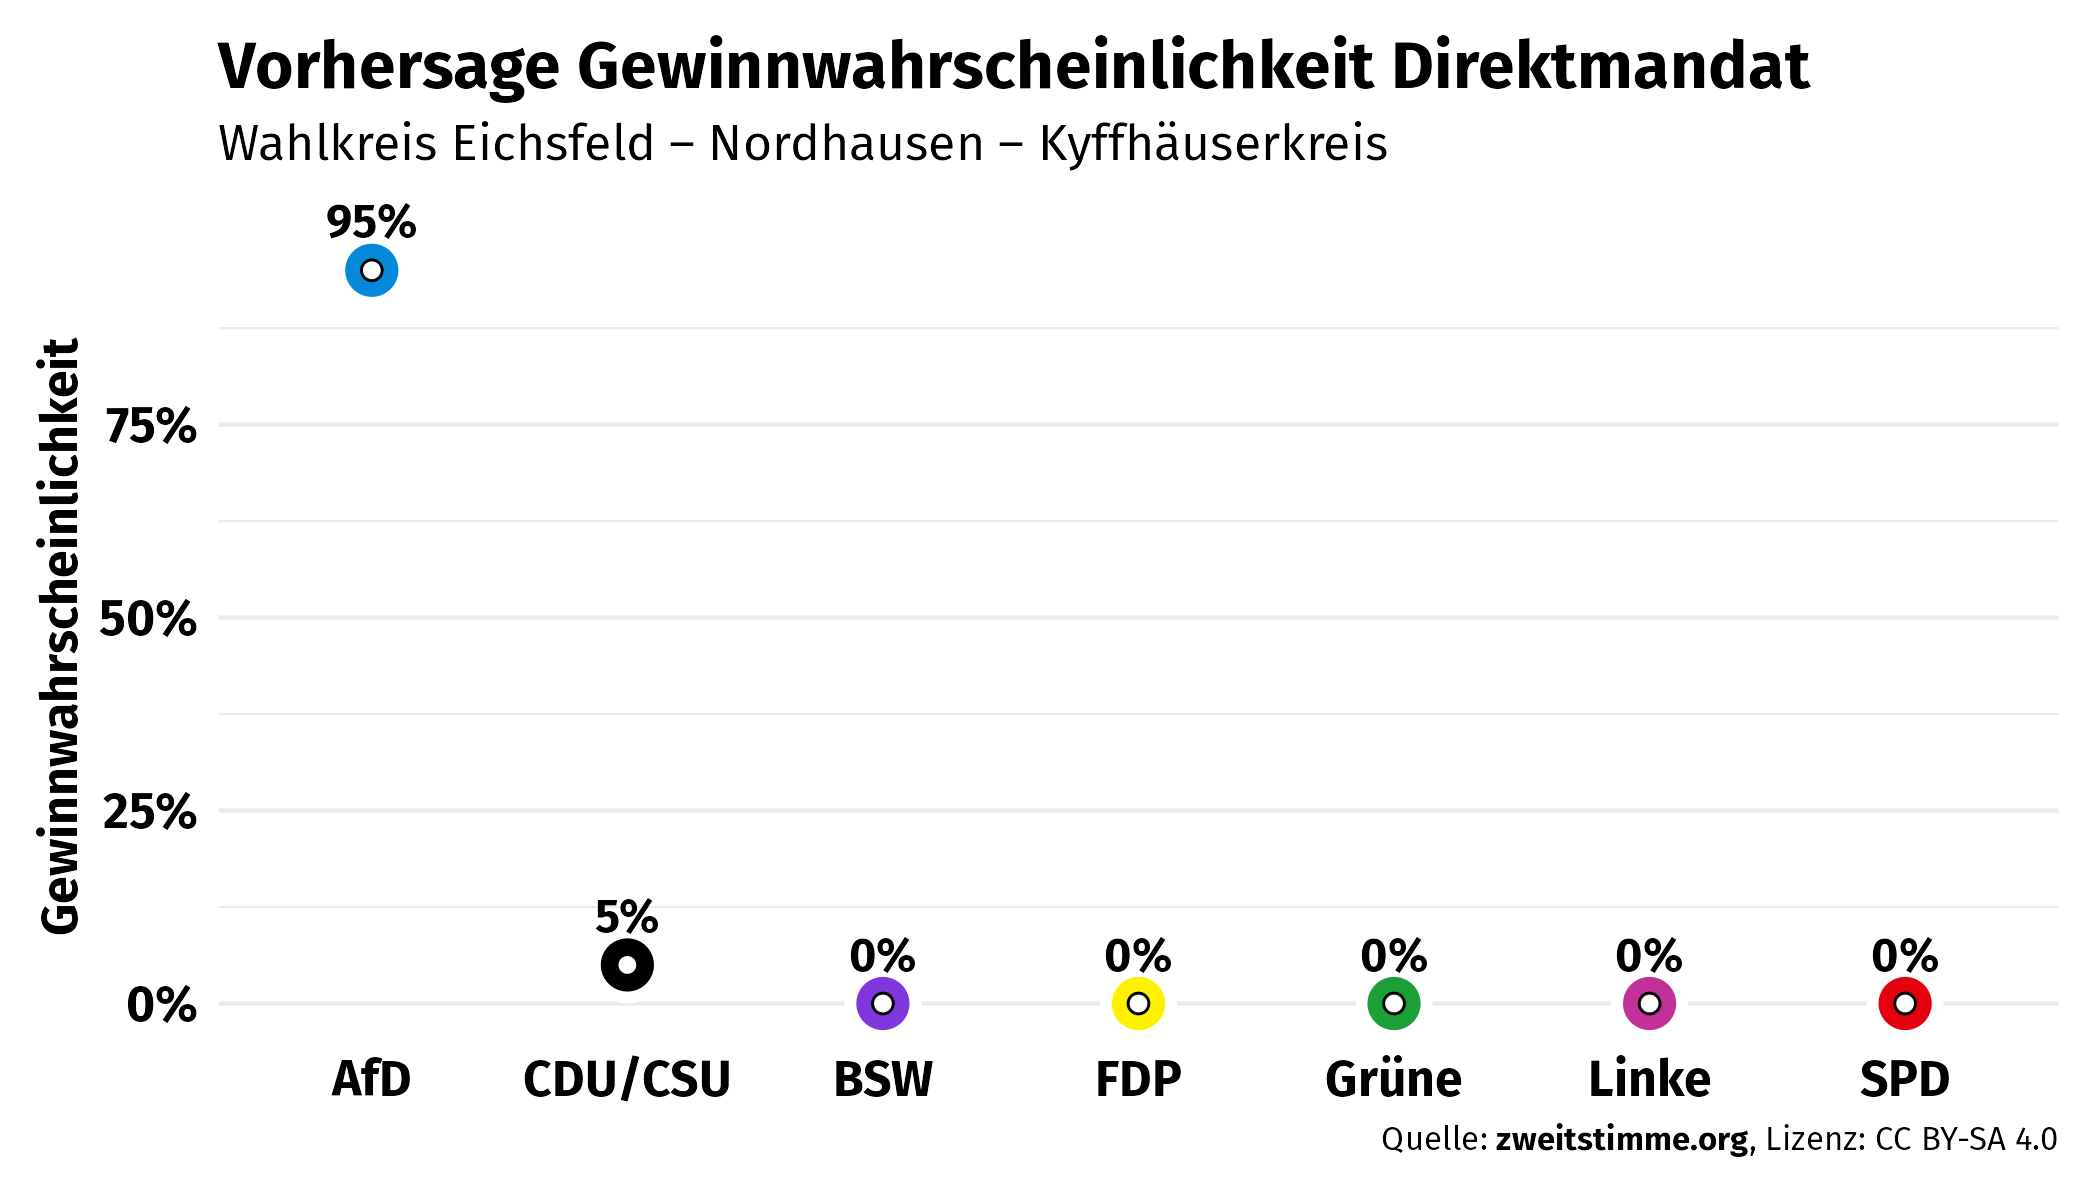 Vorhersage Gewinnwahrscheinlichkeit Direktmandat
Wahlkreis Eichsfeld – Nordhausen – Kyffhäuserkreis
Gewinnwahrscheinlichkeit
95%
75%
50%
25%
5%
0%
0%
0%
0%
0%
0%
AfD
CDU/CSU
BSW
FDP
Grüne
Linke
SPD
Quelle: zweitstimme.org, Lizenz: CC BY-SA 4.0